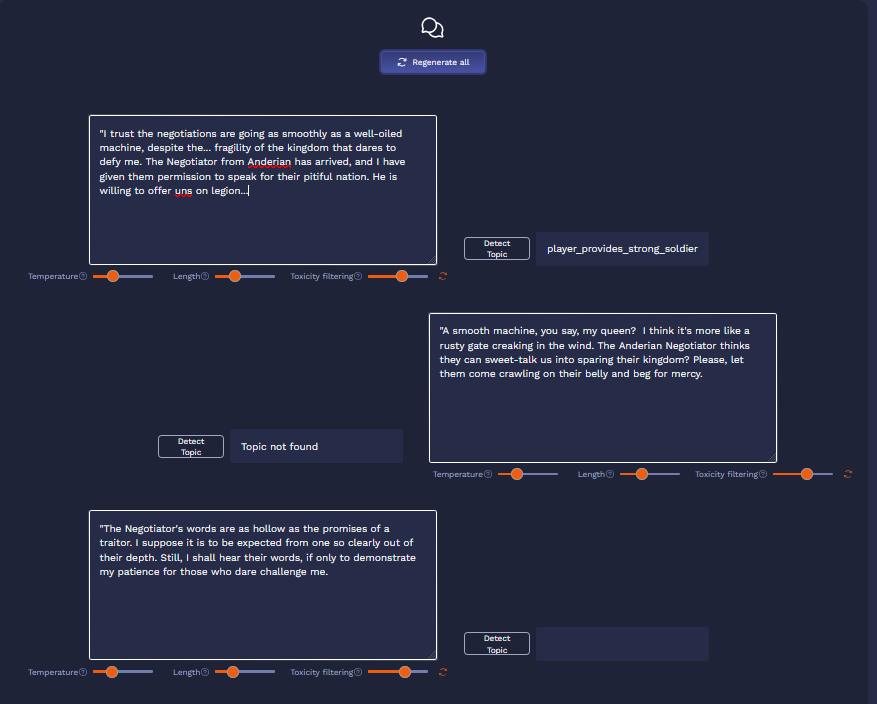 Regenerate all
"I trust the negotiations are going as smoothly as a well-oiled
machine, despite the... fragility of the kingdom that dares to
defy me. The Negotiator from Anderian has arrived, and I have
given them permission to speak for their pitiful nation. He is
willing to offer uns on legion...
Detect
Topic
player_provides_strong_soldier
Temperature
Length
Toxicity filtering
"A smooth machine, you say, my queen?  I think it's more like a
rusty gate creaking in the wind. The Anderian Negotiator thinks
they can sweet-talk us into sparing their kingdom? Please, let
them come crawling on their belly and beg for mercy.
Detect
Topic
Topic not found
Temperature
Length
Toxicity filtering
"The Negotiator's words are as hollow as the promises of a
traitor. I suppose it is to be expected from one so clearly out of
their depth. Still, I shall hear their words, if only to demonstrate
my patience for those who dare challenge me.
Detect
Topic
Temperature
Length
Toxicity filtering